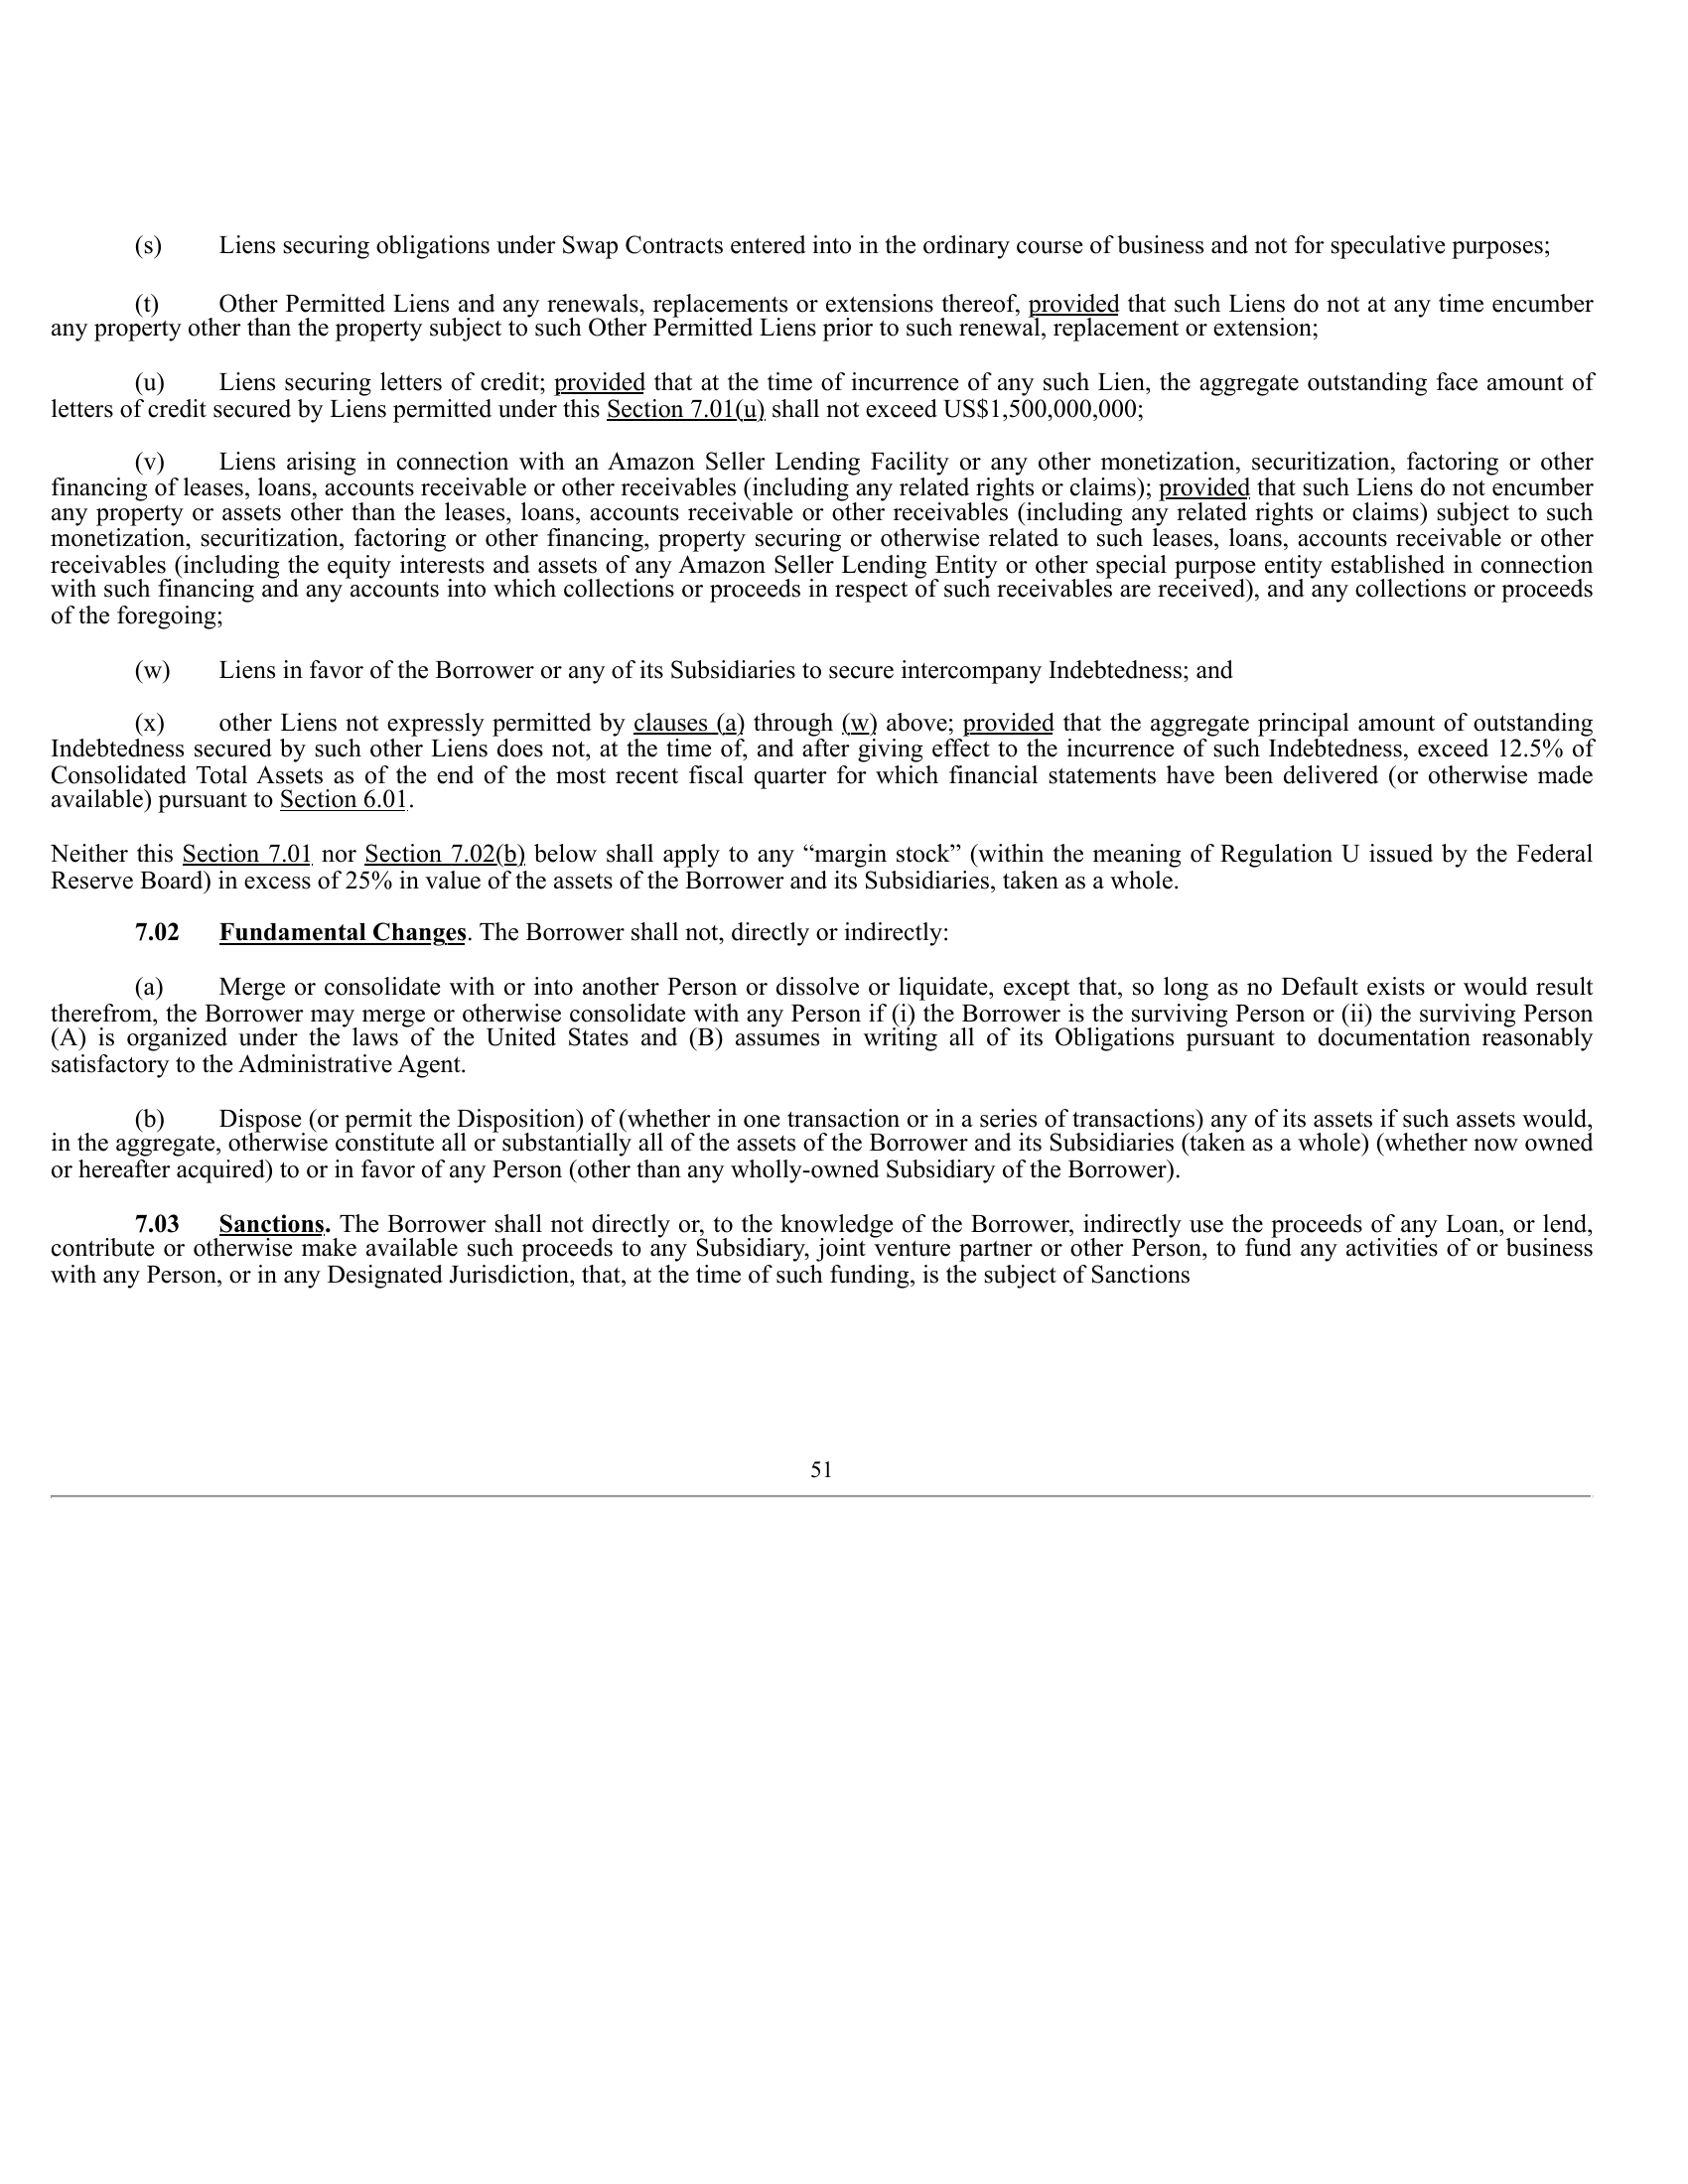 (s) Liens securing obligations under Swap Contracts entered into in the ordinary course of business and not for speculative purposes;
(t) Other Permitted Liens and any renewals, replacements or extensions thereof, provided that such Liens do not at any time encumber
any property other than the property subject to such Other Permitted Liens prior to such renewal, replacement or extension;
(u) Liens securing letters of credit; provided that at the time of incurrence of any such Lien, the aggregate outstanding face amount of
letters of credit secured by Liens permitted under this Section 7.01(u) shall not exceed US$1,500,000,000;
(v) Liens arising in connection with an Amazon Seller Lending Facility or any other monetization, securitization, factoring or other
financing of leases, loans, accounts receivable or other receivables (including any related rights or claims); provided that such Liens do not encumber
any property or assets other than the leases, loans, accounts receivable or other receivables (including any related rights or claims) subject to such
monetization, securitization, factoring or other financing, property securing or otherwise related to such leases, loans, accounts receivable or other
receivables (including the equity interests and assets of any Amazon Seller Lending Entity or other special purpose entity established in connection
with such financing and any accounts into which collections or proceeds in respect of such receivables are received), and any collections or proceeds
of the foregoing;
(w) Liens in favor of the Borrower or any of its Subsidiaries to secure intercompany Indebtedness; and
(x) other Liens not expressly permitted by clauses (a) through (w) above; provided that the aggregate principal amount of outstanding
Indebtedness secured by such other Liens does not, at the time of, and after giving effect to the incurrence of such Indebtedness, exceed 12.5% of
Consolidated Total Assets as of the end of the most recent fiscal quarter for which financial statements have been delivered (or otherwise made
available) pursuant to Section 6.01.
Neither this Section 7.01 nor Section 7.02(b) below shall apply to any “margin stock” (within the meaning of Regulation U issued by the Federal
Reserve Board) in excess of 25% in value of the assets of the Borrower and its Subsidiaries, taken as a whole.
7.02 Fundamental Changes. The Borrower shall not, directly or indirectly:
(a) Merge or consolidate with or into another Person or dissolve or liquidate, except that, so long as no Default exists or would result
therefrom, the Borrower may merge or otherwise consolidate with any Person if (i) the Borrower is the surviving Person or (ii) the surviving Person
(A) is organized under the laws of the United States and (B) assumes in writing all of its Obligations pursuant to documentation reasonably
satisfactory to the Administrative Agent.
(b) Dispose (or permit the Disposition) of (whether in one transaction or in a series of transactions) any of its assets if such assets would,
in the aggregate, otherwise constitute all or substantially all of the assets of the Borrower and its Subsidiaries (taken as a whole) (whether now owned
or hereafter acquired) to or in favor of any Person (other than any wholly-owned Subsidiary of the Borrower).
7.03 Sanctions. The Borrower shall not directly or, to the knowledge of the Borrower, indirectly use the proceeds of any Loan, or lend,
contribute or otherwise make available such proceeds to any Subsidiary, joint venture partner or other Person, to fund any activities of or business
with any Person, or in any Designated Jurisdiction, that, at the time of such funding, is the subject of Sanctions
51